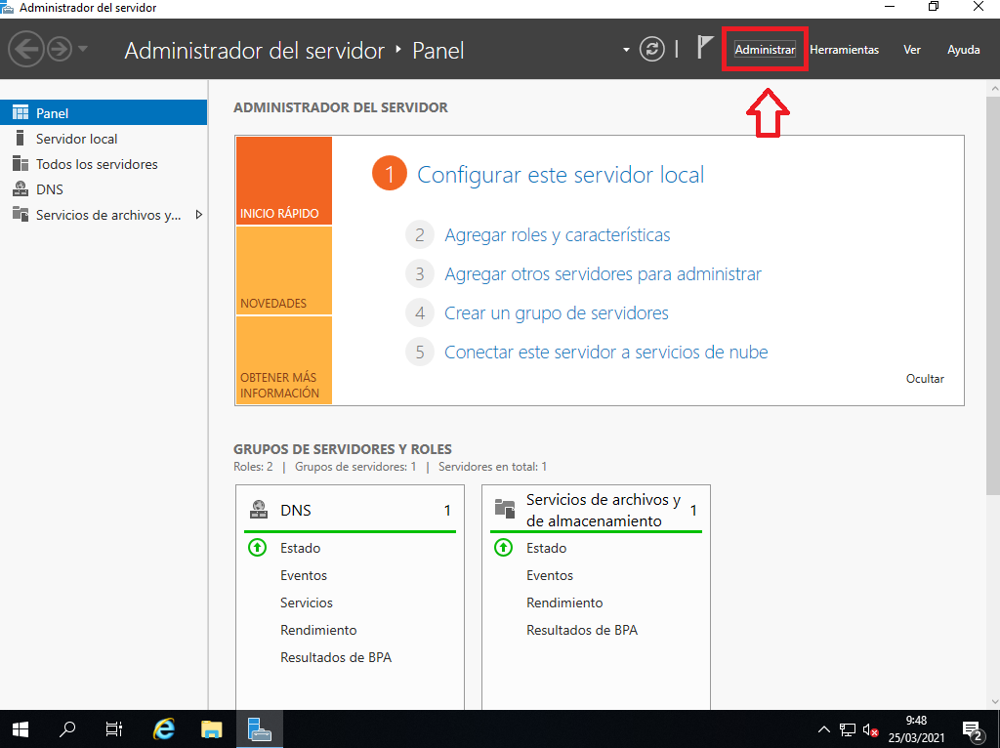 Administrador del servidor
Administrador del servidor ‣ Panel
Administrar
Herramientas
Ver
Ayuda
Panel
Servidor local
Todos los servidores
DNS
Servicios de archivos y...
ADMINISTRADOR DEL SERVIDOR
INICIO RÁPIDO
NOVEDADES
OBTENER MÁS
INFORMACIÓN
1 Configurar este servidor local
2 Agregar roles y características
3 Agregar otros servidores para administrar
4 Crear un grupo de servidores
5 Conectar este servidor a servicios de nube
Ocultar
GRUPOS DE SERVIDORES Y ROLES
Roles: 2 | Grupos de servidores: 1 | Servidores en total: 1
DNS 1
Estado
Eventos
Servicios
Rendimiento
Resultados de BPA
Servicios de archivos y
de almacenamiento 1
Estado
Eventos
Rendimiento
Resultados de BPA
9:48
25/03/2021
2